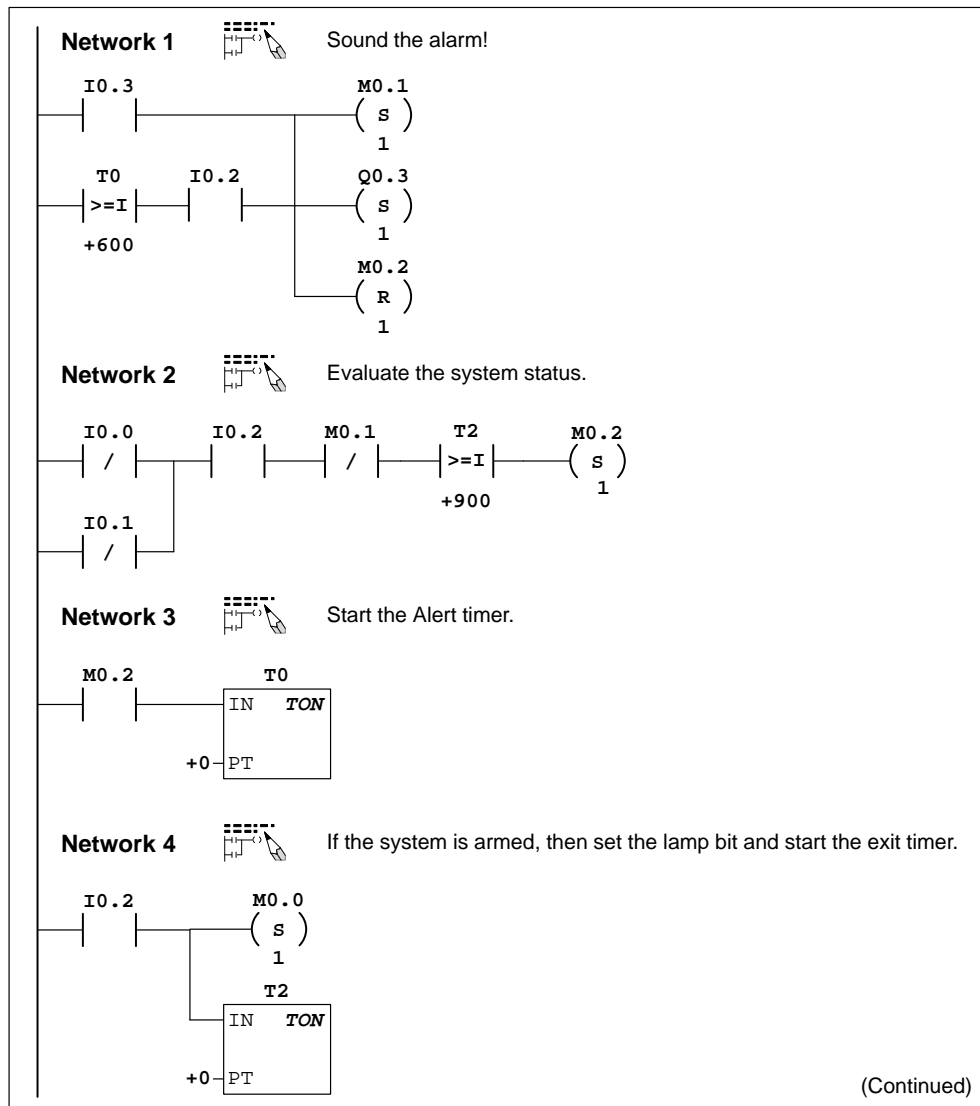 Network 1 Sound the alarm!
I0.3 M0.1
S
1
T0 I0.2 Q0.3
>=I S
+600 1
M0.2
R
1
Network 2 Evaluate the system status.
I0.0 I0.2 M0.1 T2 M0.2
/ / >=I S
+900 1
I0.1
/
Network 3 Start the Alert timer.
M0.2 T0
IN TON
+0 PT
Network 4 If the system is armed, then set the lamp bit and start the exit timer.
I0.2 M0.0
S
1
T2
IN TON
+0 PT
(Continued)